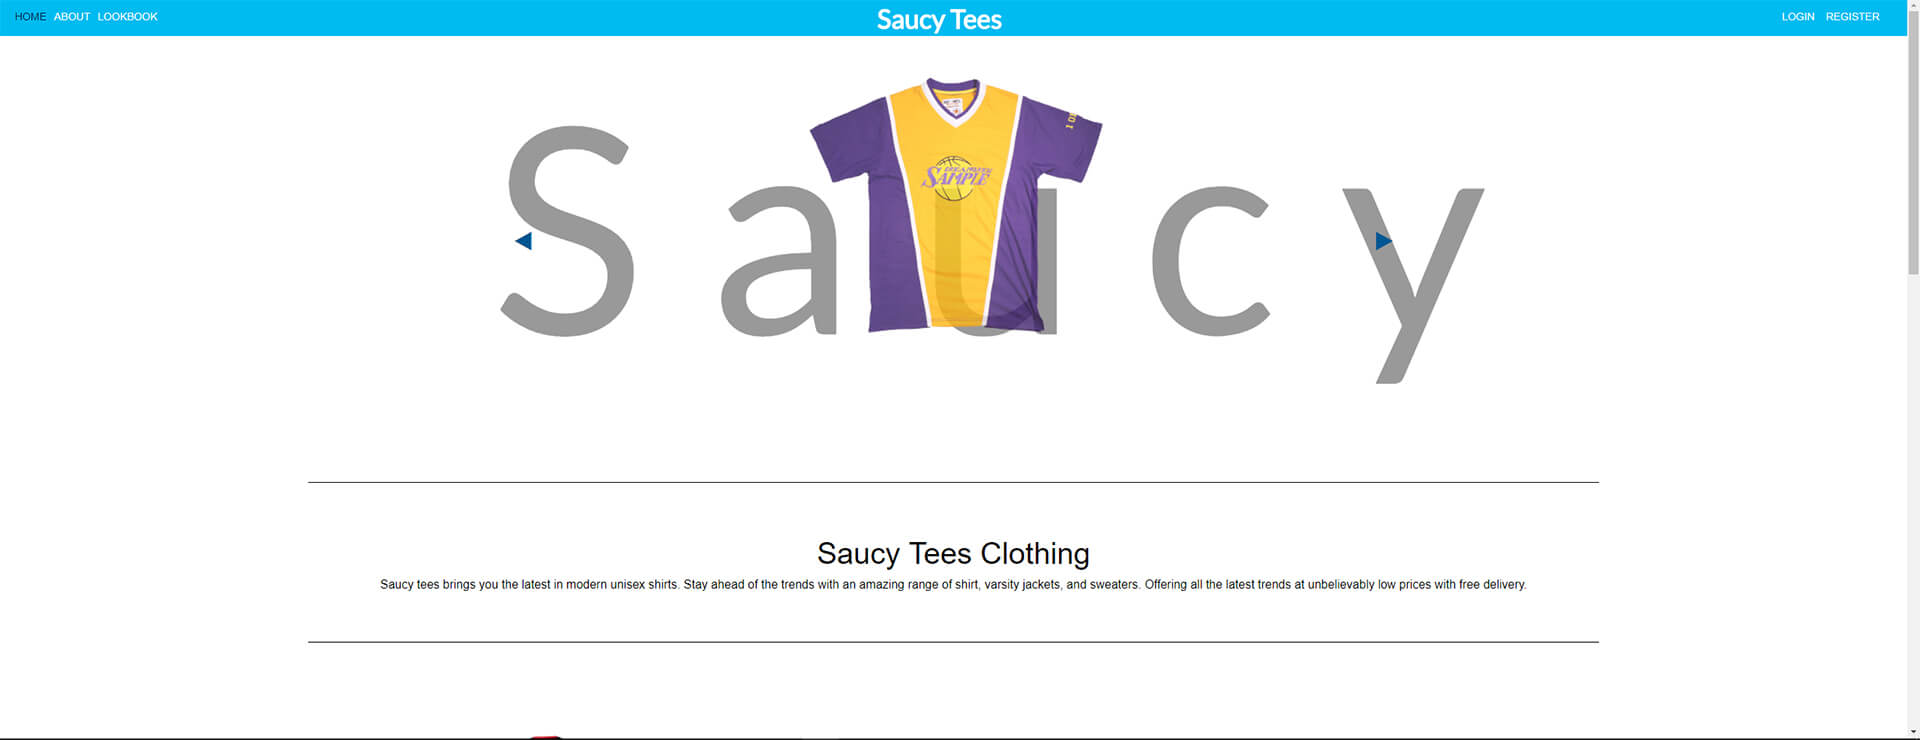 HOME ABOUT LOOKBOOK
Saucy Tees
LOGIN REGISTER
Saucy
SAMPLE
Saucy Tees Clothing
Saucy tees brings you the latest in modern unisex shirts. Stay ahead of the trends with an amazing range of shirt, varsity jackets, and sweaters. Offering all the latest trends at unbelievably low prices with free delivery.